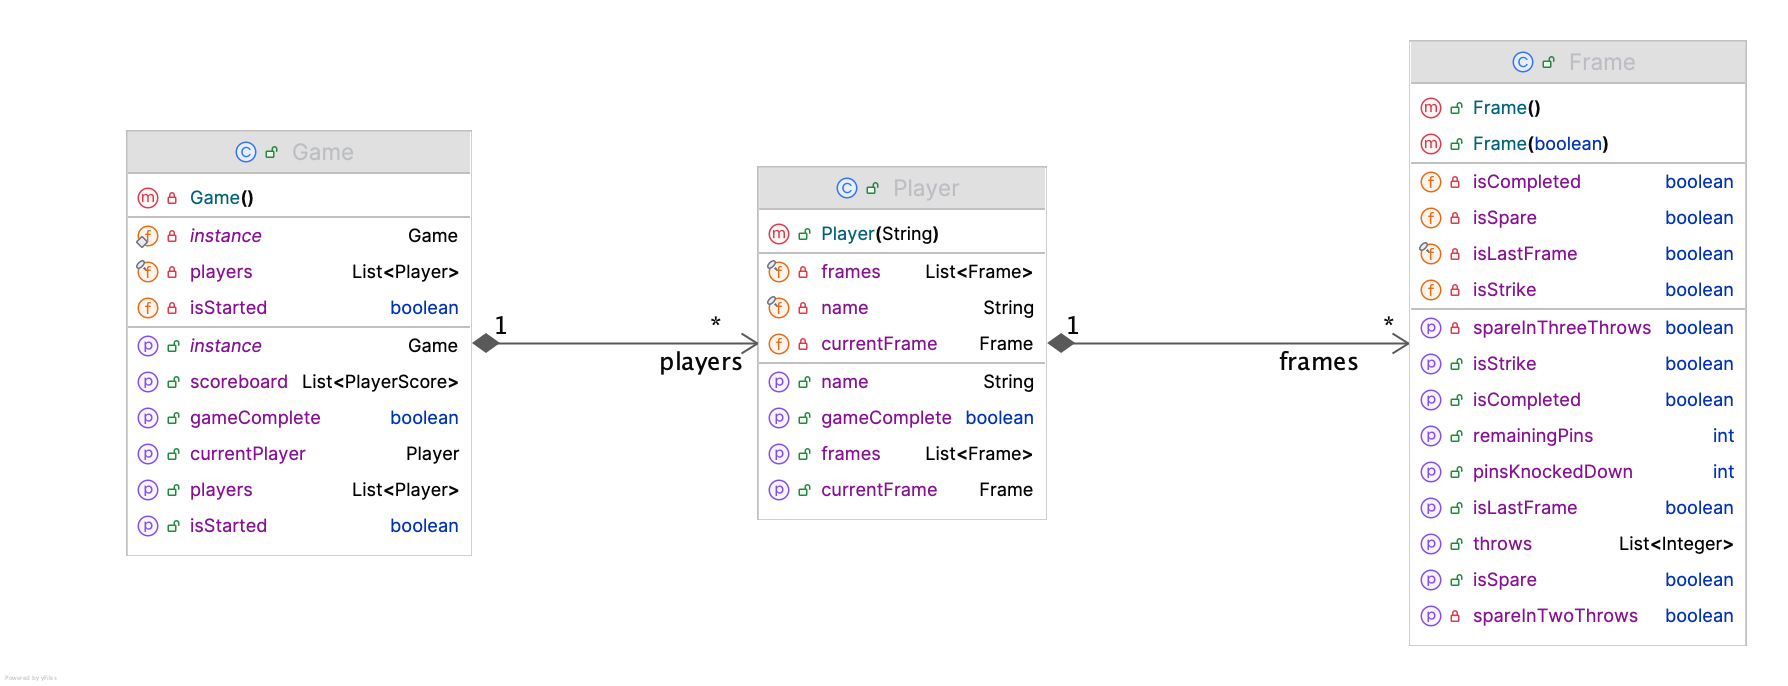 C Game
m Game()
f instance Game
f players List<Player>
f isStarted boolean
p instance Game
p scoreboard List<PlayerScore>
p gameComplete boolean
p currentPlayer Player
p players List<Player>
p isStarted boolean
1
*
players
C Player
m Player(String)
f frames List<Frame>
f name String
f currentFrame Frame
p name String
p gameComplete boolean
p frames List<Frame>
p currentFrame Frame
1
*
frames
C Frame
m Frame()
m Frame(boolean)
f isCompleted boolean
f isSpare boolean
f isLastFrame boolean
f isStrike boolean
p spareInThreeThrows boolean
p isStrike boolean
p isCompleted boolean
p remainingPins int
p pinsKnockedDown int
p isLastFrame boolean
p throws List<Integer>
p isSpare boolean
p spareInTwoThrows boolean
Powered by yFiles